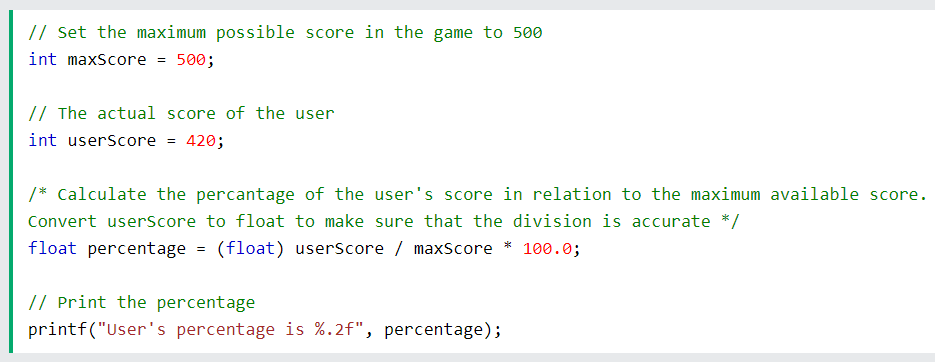 // Set the maximum possible score in the game to 500
int maxScore = 500;
// The actual score of the user
int userScore = 420;
/* Calculate the percantage of the user's score in relation to the maximum available score.
Convert userScore to float to make sure that the division is accurate */
float percentage = (float) userScore / maxScore * 100.0;
// Print the percentage
printf("User's percentage is %.2f", percentage);